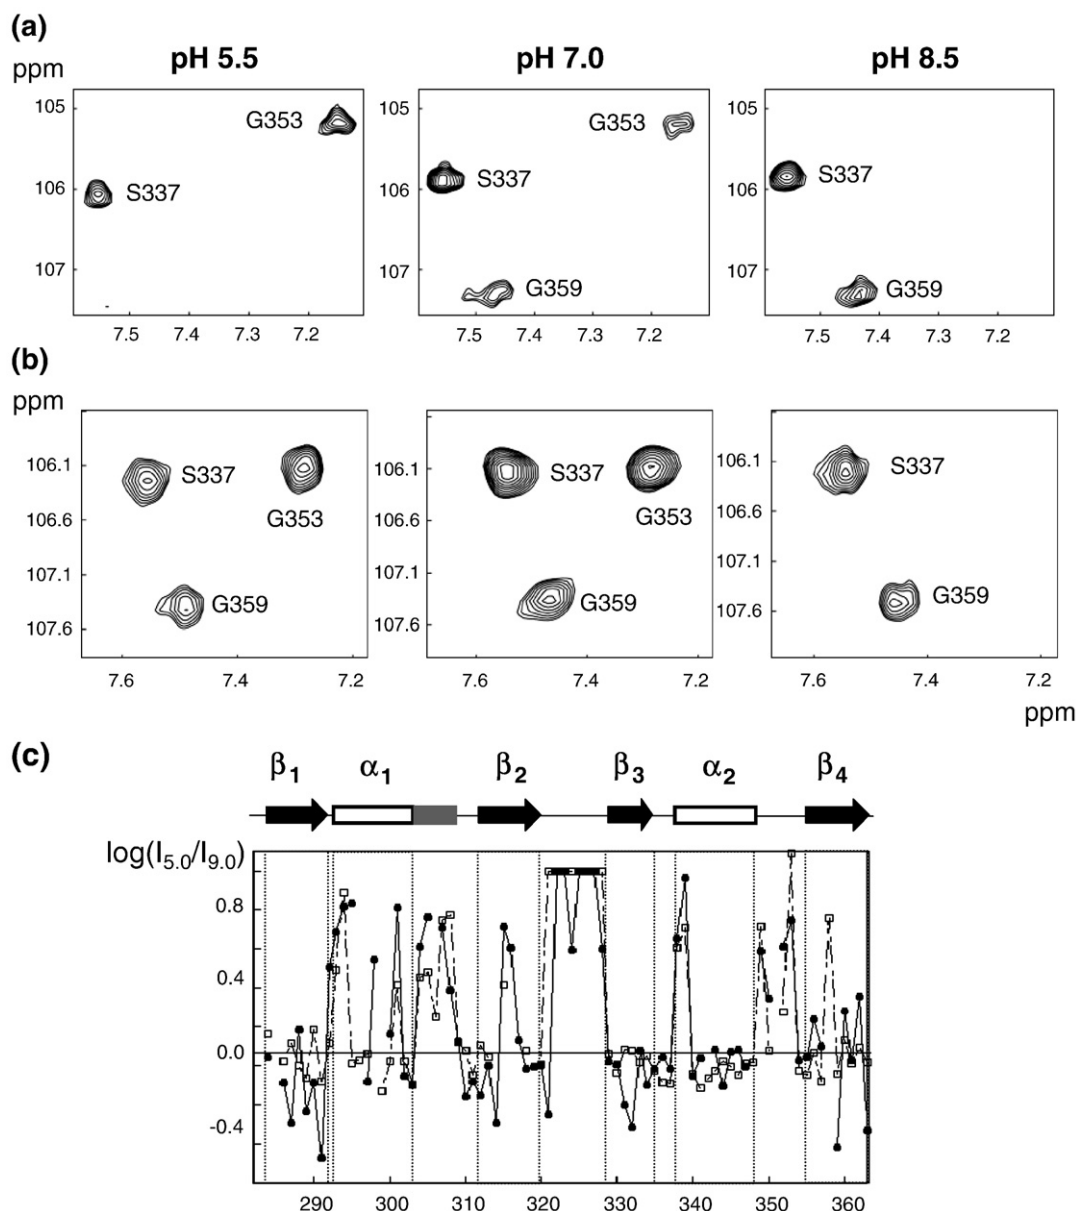 (a)
pH 5.5 pH 7.0 pH 8.5
ppm
105 G353 105 G353 105
106 S337 106 S337 106 S337
107 107 G359 107 G359
7.5 7.4 7.3 7.2 7.5 7.4 7.3 7.2 7.5 7.4 7.3 7.2
(b)
ppm
106.1 S337 106.1 S337 106.1 S337
G353 G353
106.6 106.6 106.6
107.1 107.1 107.1
G359 G359 G359
107.6 107.6 107.6
7.6 7.4 7.2 7.6 7.4 7.2 7.6 7.4 7.2
ppm
(c)
β1 α1 β2 β3 α2 β4
log(I5.0/I9.0)
0.8
0.4
0.0
-0.4
290 300 310 320 330 340 350 360